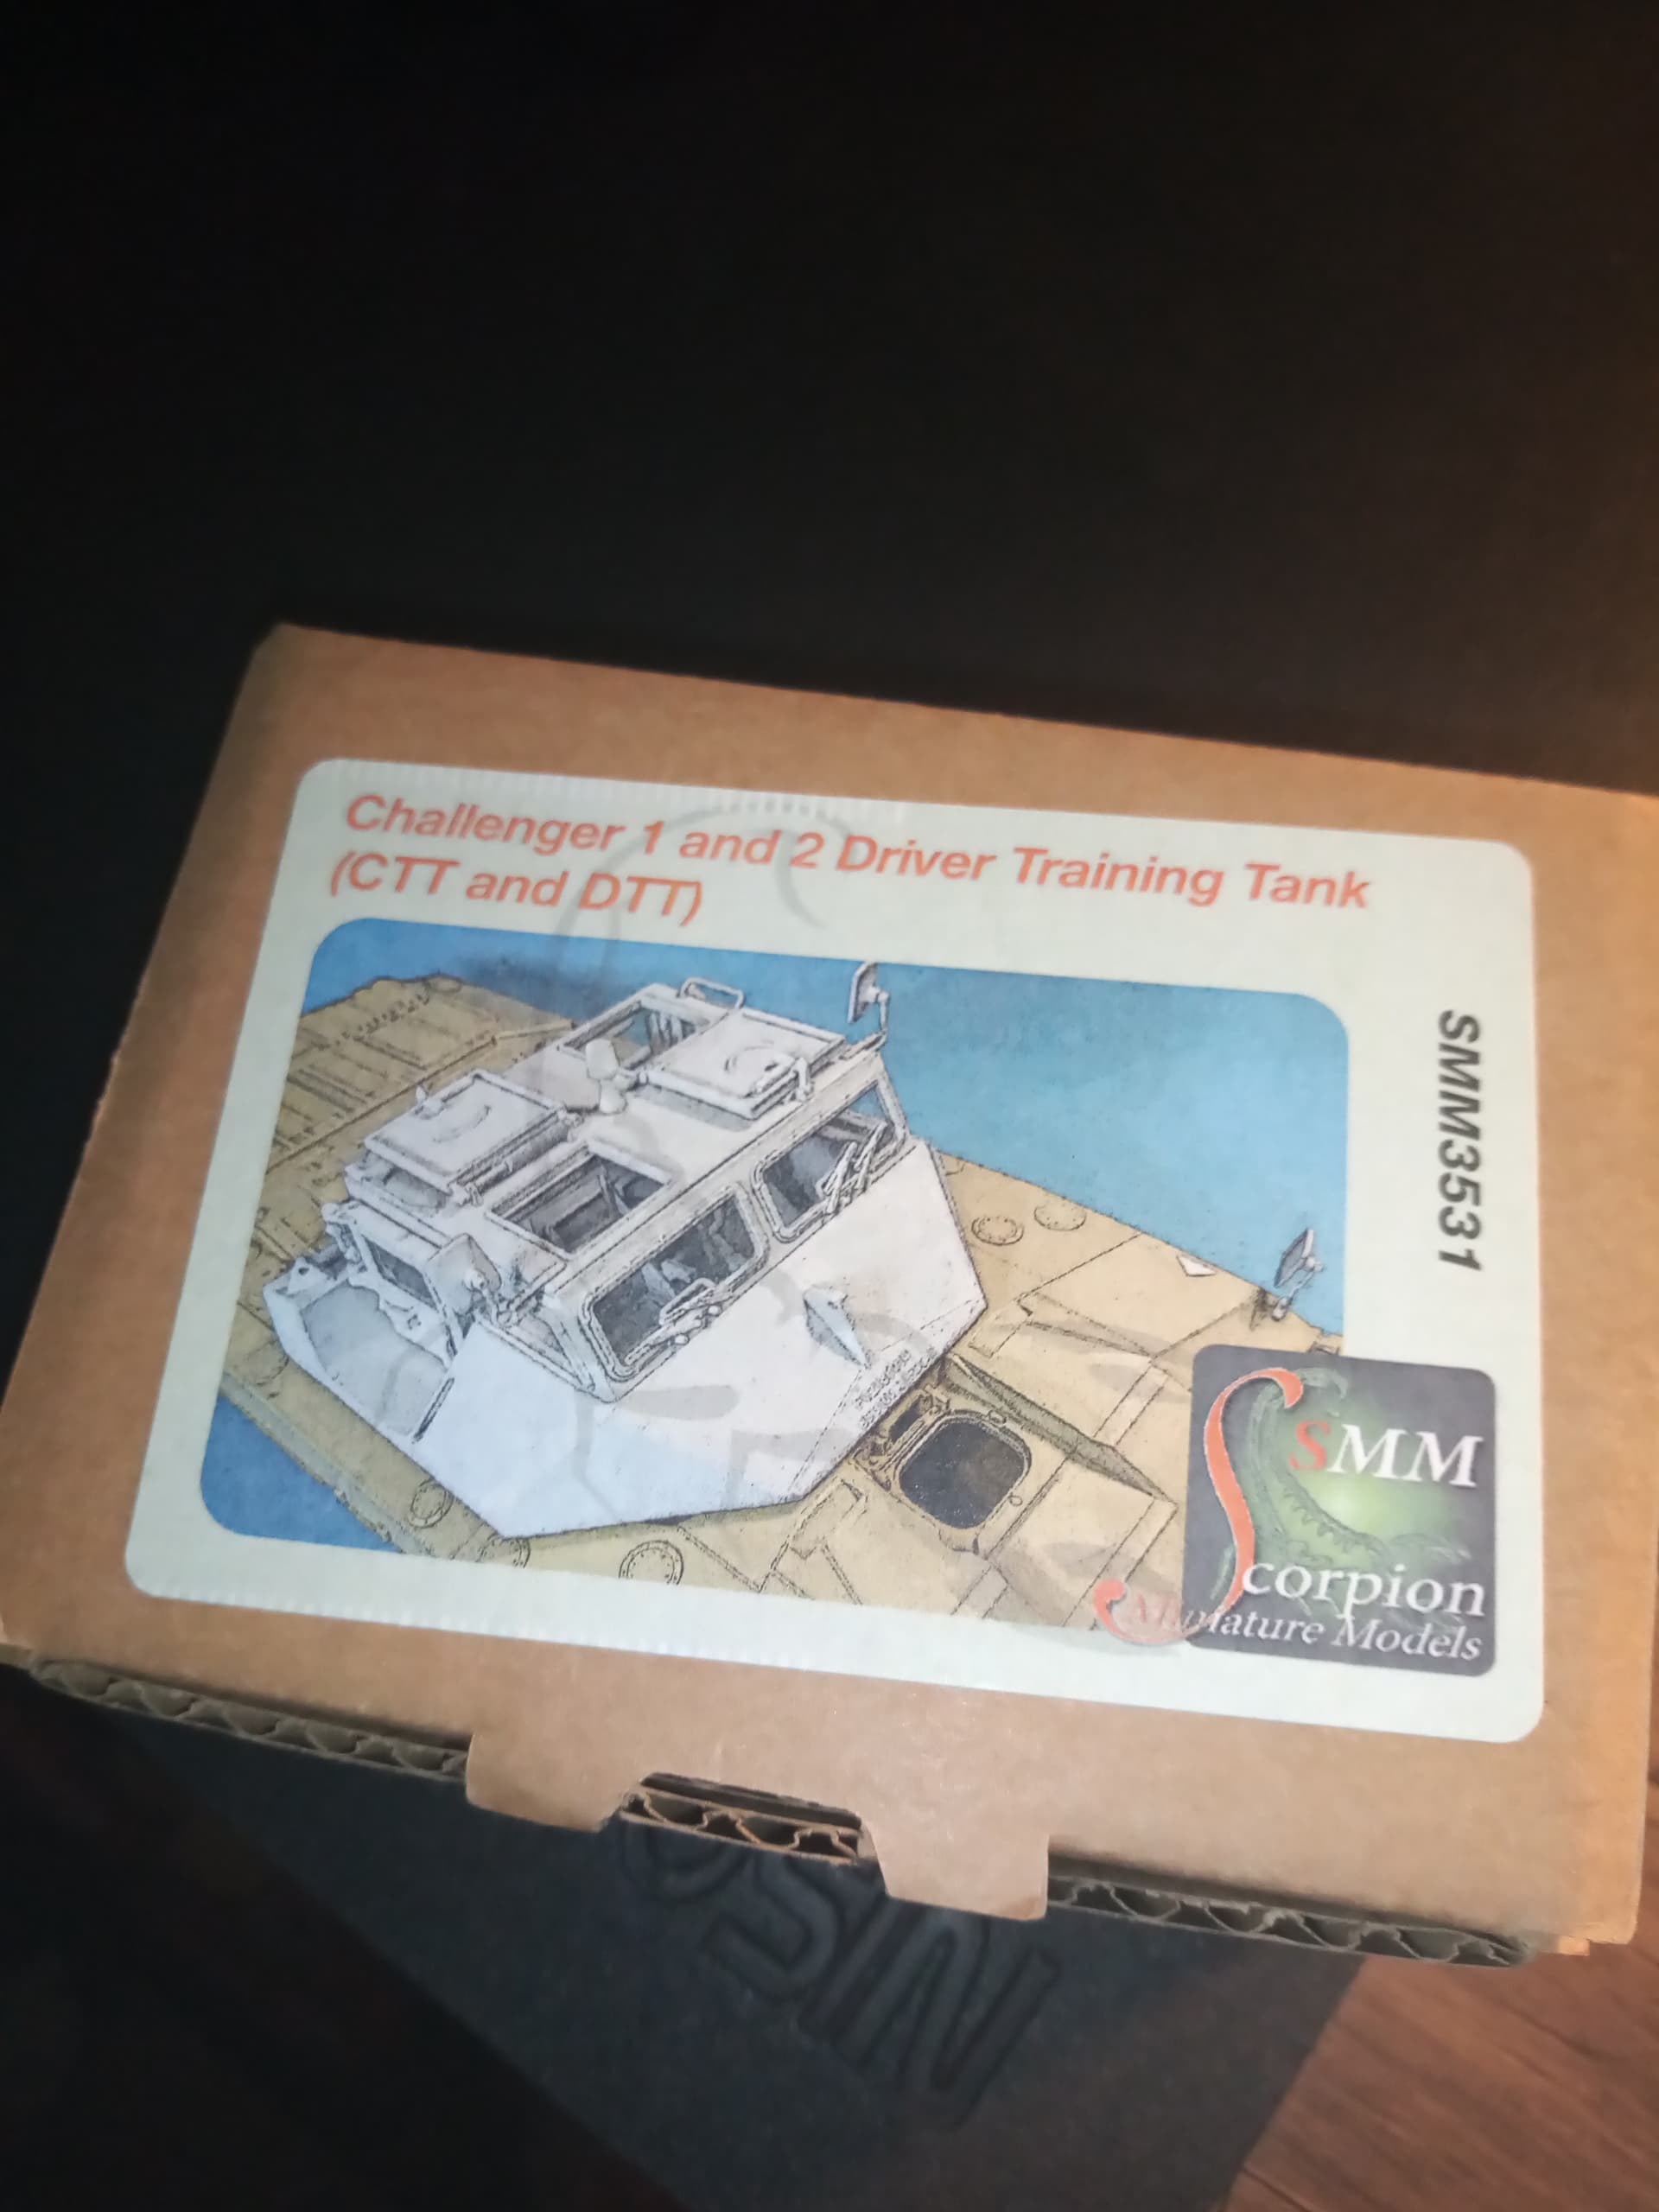 Challenger 1 and 2 Driver Training Tank
(CTT and DTT)
SMM3531
SMM
Scorpion
Miniature Models